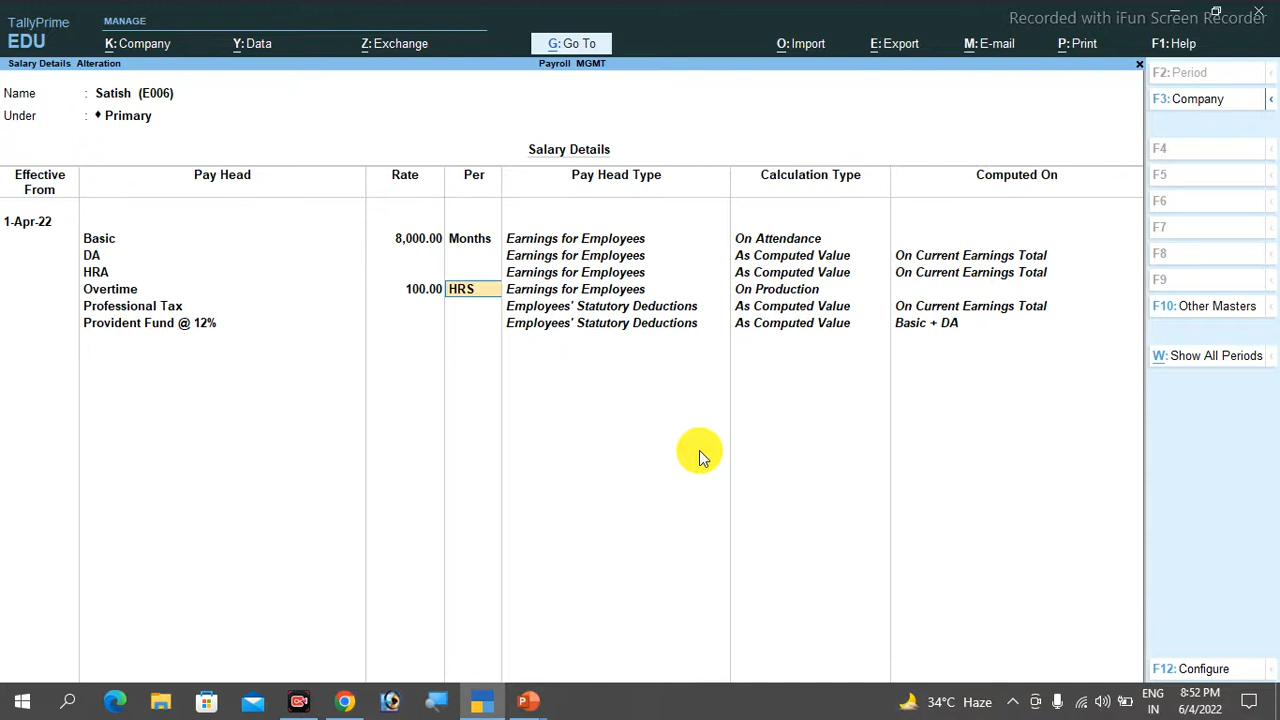 TallyPrime
EDU
MANAGE
K: Company
Y: Data
Z: Exchange
G: Go To
O: Import
E: Export
M: E-mail
P: Print
F1: Help
Recorded with iFun Screen Recorder
Salary Details Alteration
Payroll MGMT
Name : Satish (E006)
Under : ♦ Primary
Salary Details
Effective From
Pay Head
Rate
Per
Pay Head Type
Calculation Type
Computed On
1-Apr-22
Basic 8,000.00 Months Earnings for Employees On Attendance
DA Earnings for Employees As Computed Value On Current Earnings Total
HRA Earnings for Employees As Computed Value On Current Earnings Total
Overtime 100.00 HRS Earnings for Employees On Production
Professional Tax Employees' Statutory Deductions As Computed Value On Current Earnings Total
Provident Fund @ 12% Employees' Statutory Deductions As Computed Value Basic + DA
F2: Period
F3: Company
F4
F5
F6
F7
F8
F9
F10: Other Masters
W: Show All Periods
F12: Configure
34°C Haze
ENG
IN
8:52 PM
6/4/2022